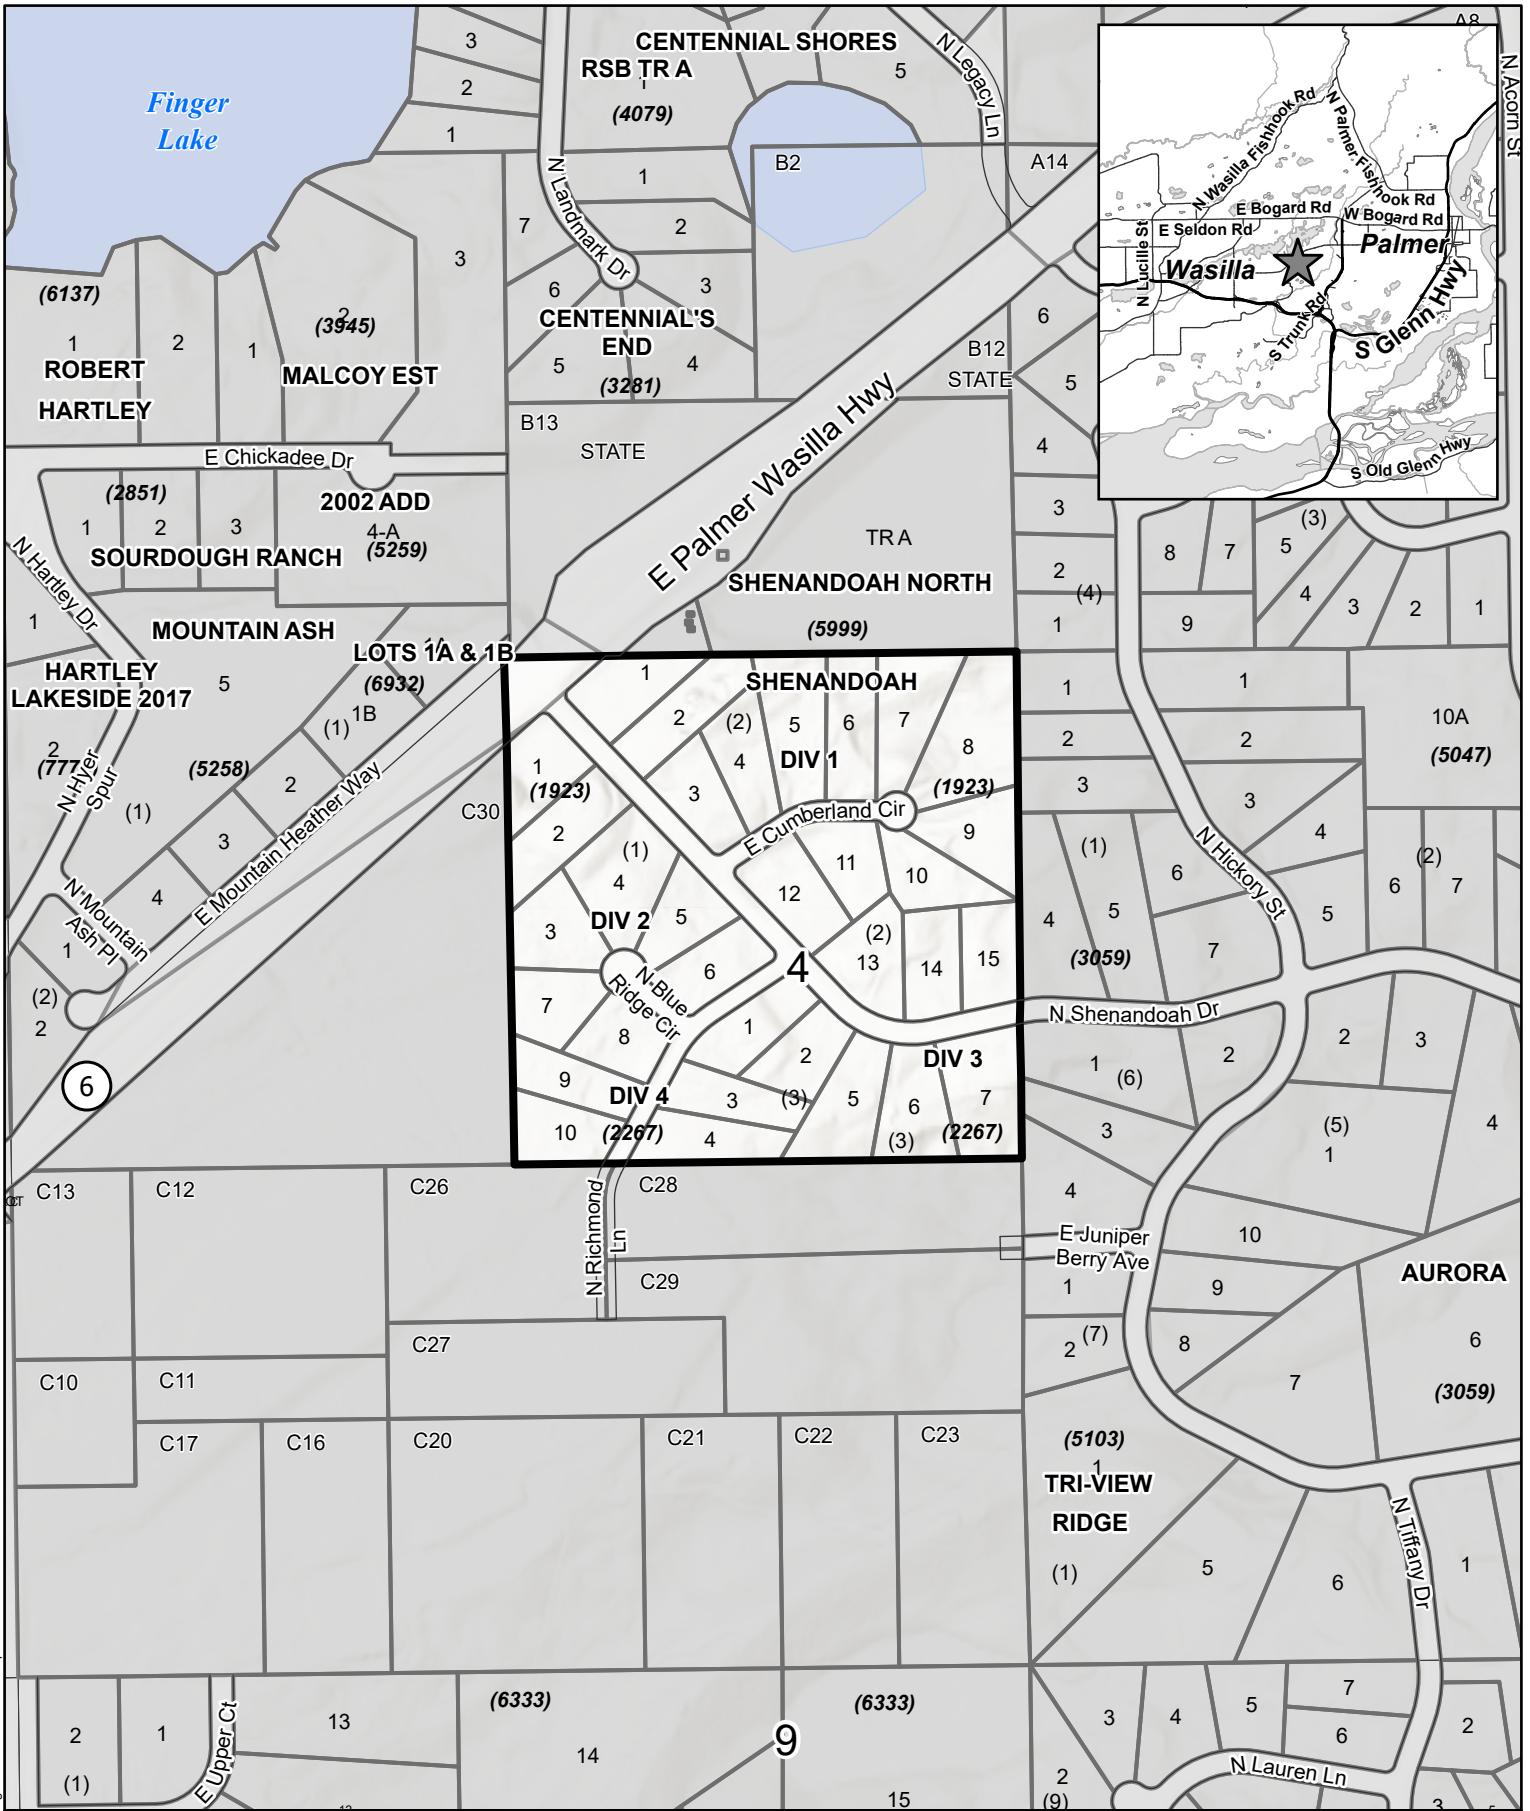 A8
3
CENTENNIAL SHORES
N Legacy Ln
N Acorn St
RSB TR A
1
5
2
Finger
Lake
(4079)
1
N Landmark Dr
B2
A14
1
7
2
3
6
3
(6137)
2
(3945)
CENTENNIAL'S
END
6
1
2
1
5
4
B12
STATE
ROBERT
HARTLEY
MALCOY EST
(3281)
5
B13
STATE
E Palmer Wasilla Hwy
4
E Chickadee Dr
(2851)
2002 ADD
4-A
(5259)
1
2
3
SOURDOUGH RANCH
TR A
3
(3)
N Hartley Dr
8
7
5
2
(4)
SHENANDOAH NORTH
4
3
2
1
1
MOUNTAIN ASH
(5999)
1
9
LOTS 1A & 1B
HARTLEY
LAKESIDE 2017
5
(6932)
1B
(1)
1
SHENANDOAH
1
1
2
(777
N Hyer
Spur
(5258)
2
(2)
5
6
7
10A
(5047)
1
(1923)
4
DIV 1
8
(1923)
2
2
(1)
2
3
E Mountain Heather Way
C30
3
3
3
2
E Cumberland Cir
9
4
4
(1)
11
10
(1)
6
N Hickory St
(2)
4
5
12
6
7
N Mountain
Ash Pl
1
3
DIV 2
5
(2)
13
14
15
4
5
(3059)
7
5
(2)
2
6
4
N Blue
Ridge Cir
7
8
1
N Shenandoah Dr
6
2
DIV 3
1
(6)
2
2
3
9
DIV 4
3
(3)
5
6
7
3
(5)
1
4
10
(2267)
4
(3)
(2267)
C13
C12
C26
C28
4
N Richmond
Ln
E Juniper
Berry Ave
10
C29
1
9
AURORA
C27
2
(7)
8
6
C10
C11
7
(3059)
C17
C16
C20
C21
C22
C23
(5103)
1
TRI-VIEW
RIDGE
(1)
5
6
N Tiffany Dr
1
(6333)
(6333)
2
1
13
14
9
3
4
5
7
6
2
(1)
E Upper Ct
2
N Lauren Ln
15
(9)
3
N Wasilla Fishhook Rd
N Palmer Fishhook Rd
E Bogard Rd
W Bogard Rd
E Seldon Rd
N Lucille St
Wasilla
Palmer
S Trunk Rd
S Glenn Hwy
S Old Glenn Hwy